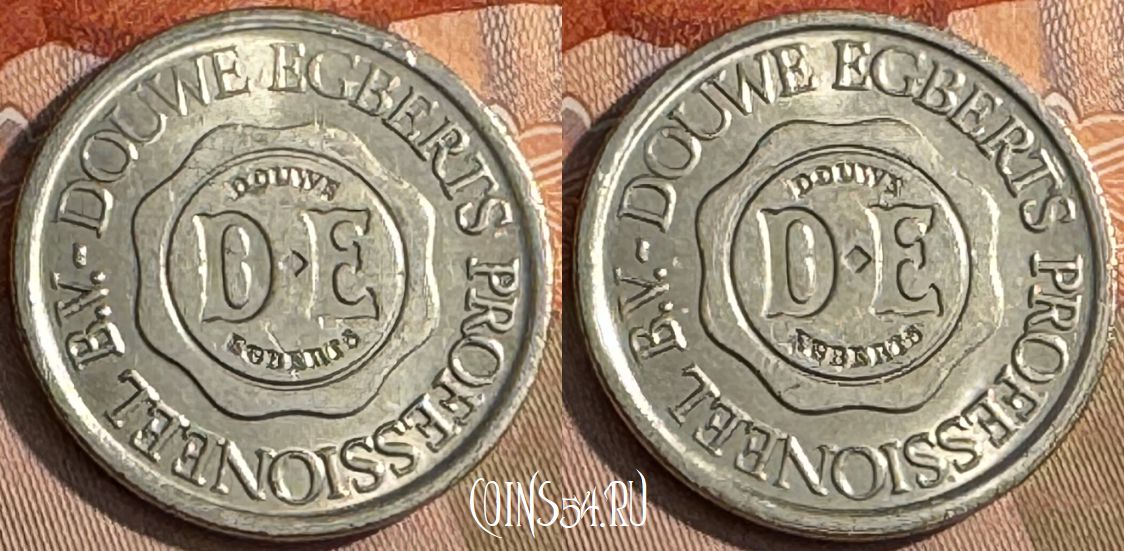 DOUWE EGBERTS PROFESSIONEEL B.V. -
DOUWE
D◆E
EGBERTS
DOUWE EGBERTS PROFESSIONEEL B.V. -
DOUWE
D◆E
EGBERTS
COINS54.RU